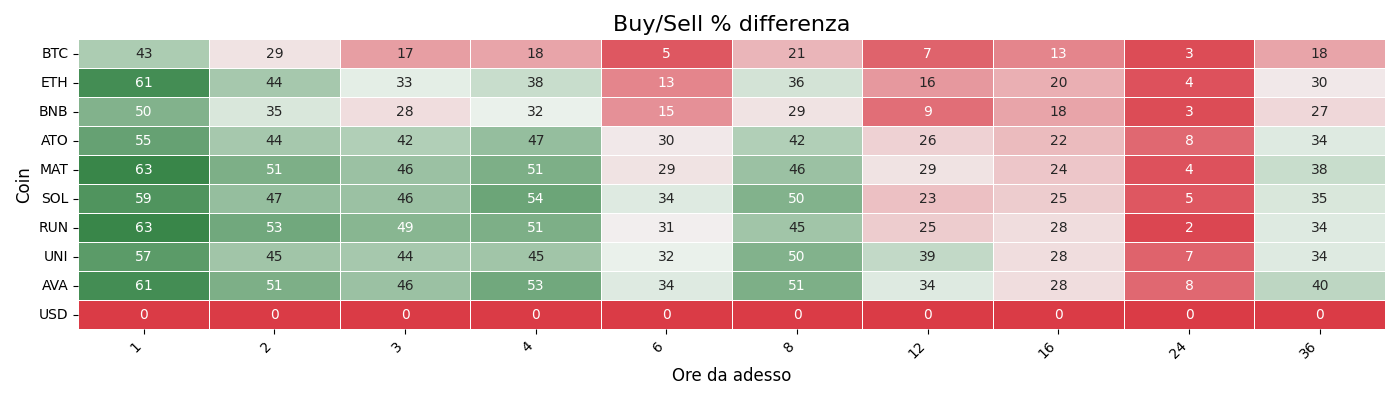 Buy/Sell % differenza
Coin
BTC 43 29 17 18 5 21 7 13 3 18
ETH 61 44 33 38 13 36 16 20 4 30
BNB 50 35 28 32 15 29 9 18 3 27
ATO 55 44 42 47 30 42 26 22 8 34
MAT 63 51 46 51 29 46 29 24 4 38
SOL 59 47 46 54 34 50 23 25 5 35
RUN 63 53 49 51 31 45 25 28 2 34
UNI 57 45 44 45 32 50 39 28 7 34
AVA 61 51 46 53 34 51 34 28 8 40
USD 0 0 0 0 0 0 0 0 0 0
1 2 3 4 6 8 12 16 24 36
Ore da adesso